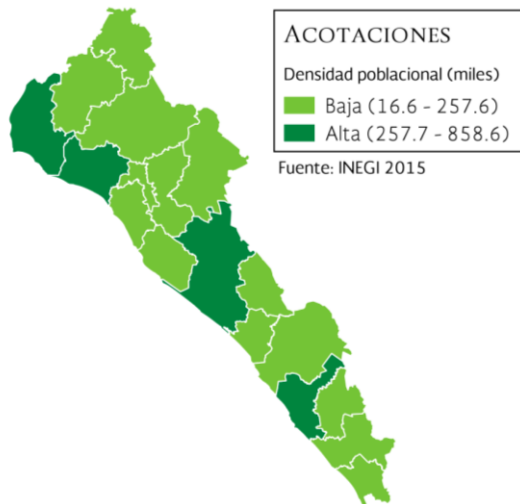 ACOTACIONES
Densidad poblacional (miles)
Baja (16.6 - 257.6)
Alta (257.7 - 858.6)
Fuente: INEGI 2015